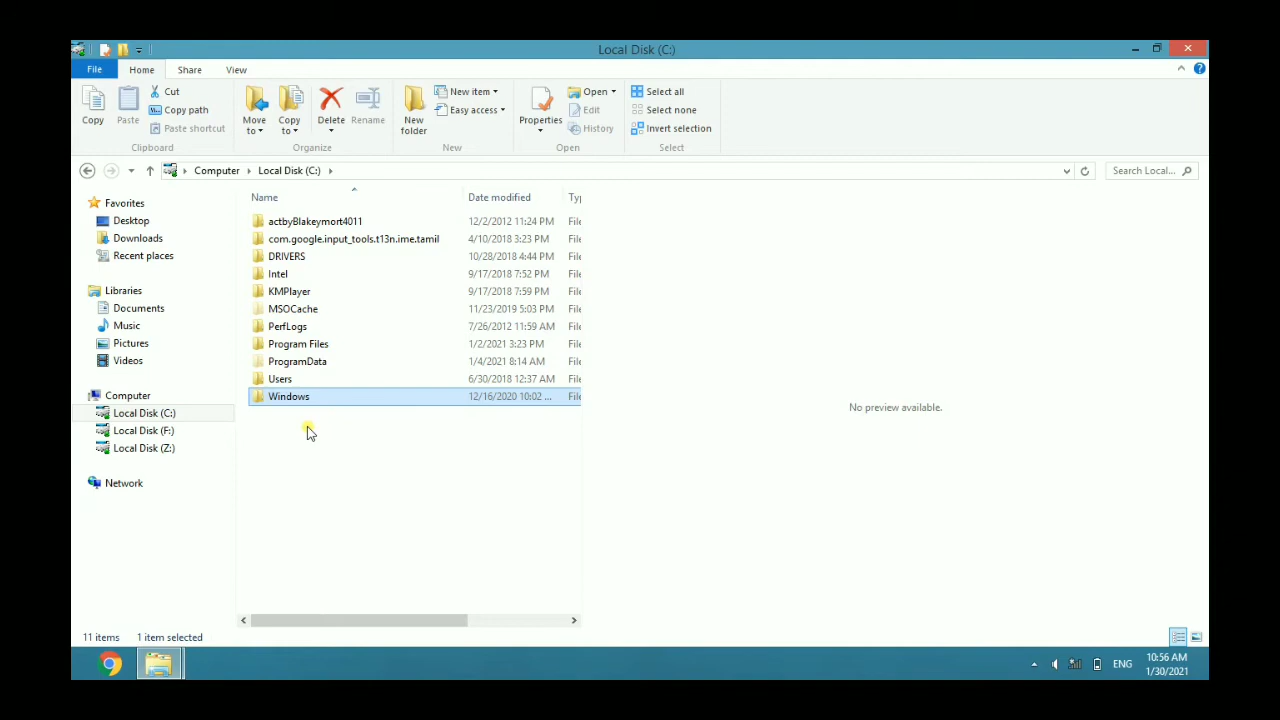 Local Disk (C:)
File Home Share View
Copy
Paste
Cut
Copy path
Paste shortcut
Clipboard
Move to
Copy to
Delete
Rename
Organize
New folder
New item
Easy access
New
Properties
Open
Edit
History
Open
Select all
Select none
Invert selection
Select
Computer Local Disk (C:)
Search Local...
Favorites
Desktop
Downloads
Recent places
Libraries
Documents
Music
Pictures
Videos
Computer
Local Disk (C:)
Local Disk (F:)
Local Disk (Z:)
Network
Name Date modified Typ
actbyBlakeymort4011 12/2/2012 11:24 PM File
com.google.input_tools.t13n.ime.tamil 4/10/2018 3:23 PM File
DRIVERS 10/28/2018 4:44 PM File
Intel 9/17/2018 7:52 PM File
KMPlayer 9/17/2018 7:59 PM File
MSOCache 11/23/2019 5:03 PM File
PerfLogs 7/26/2012 11:59 AM File
Program Files 1/2/2021 3:23 PM File
ProgramData 1/4/2021 8:14 AM File
Users 6/30/2018 12:37 AM File
Windows 12/16/2020 10:02 ... File
No preview available.
11 items 1 item selected
ENG
10:56 AM
1/30/2021